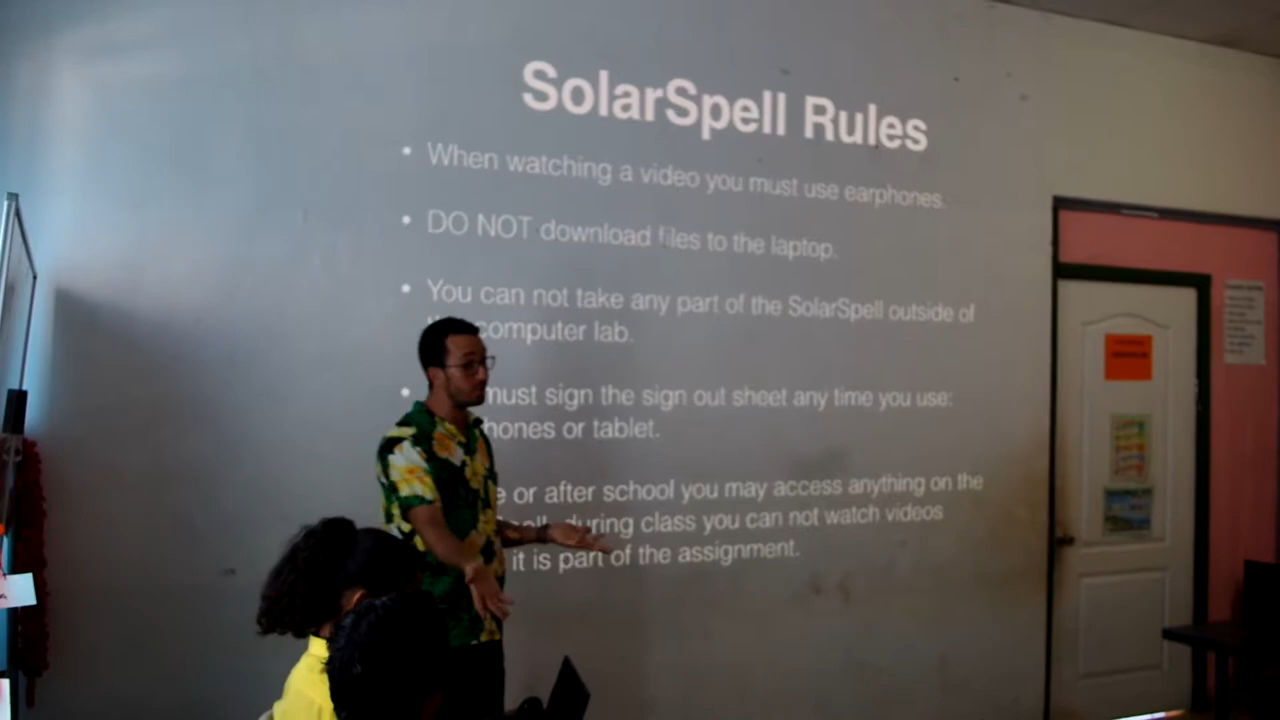 SolarSpell Rules
• When watching a video you must use earphones.
• DO NOT download files to the laptop.
• You can not take any part of the SolarSpell outside of
computer lab.
• must sign the sign out sheet any time you use:
hones or tablet.
e or after school you may access anything on the
during class you can not watch videos
it is part of the assignment.